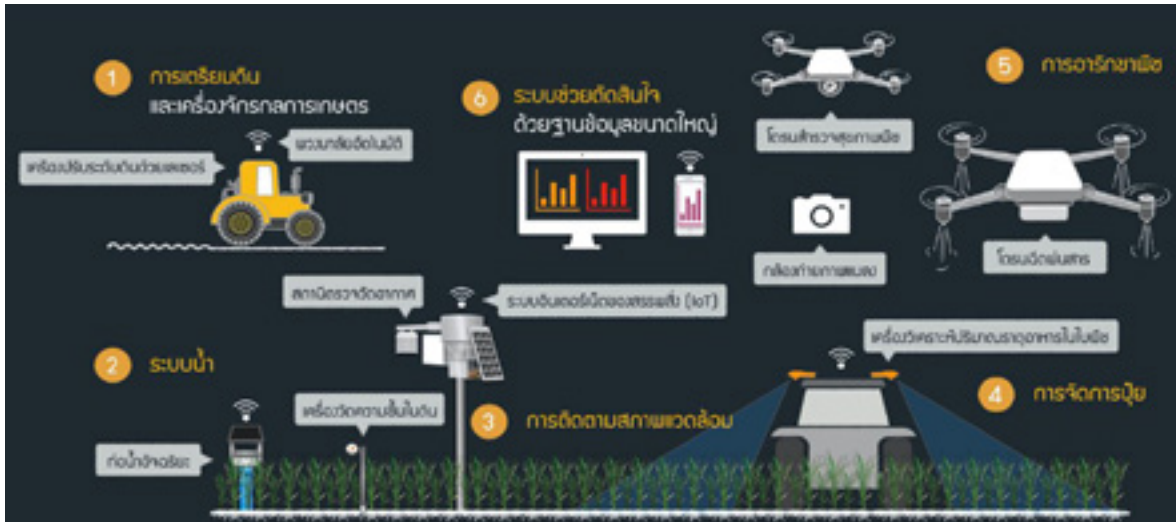 1 การเตรียมดิน
และเครื่องจักรกลการเกษตร
พวงมาลัยอัตโนมัติ
เครื่องปรับระดับดินด้วยเลเซอร์
6 ระบบช่วยตัดสินใจ
ด้วยฐานข้อมูลขนาดใหญ่
โดรนสำรวจสุขภาพพืช
5 การอารักขาพืช
กล้องถ่ายภาพแมลง
โดรนฉีดพ่นสาร
สถานีตรวจวัดอากาศ
ระบบอินเตอร์เน็ตของสรรพสิ่ง (IoT)
2 ระบบน้ำ
เครื่องวัดความชื้นในดิน
ท่อน้ำอัจฉริยะ
3 การติดตามสภาพแวดล้อม
เครื่องวิเคราะห์ปริมาณธาตุอาหารในใบพืช
4 การจัดการปุ๋ย